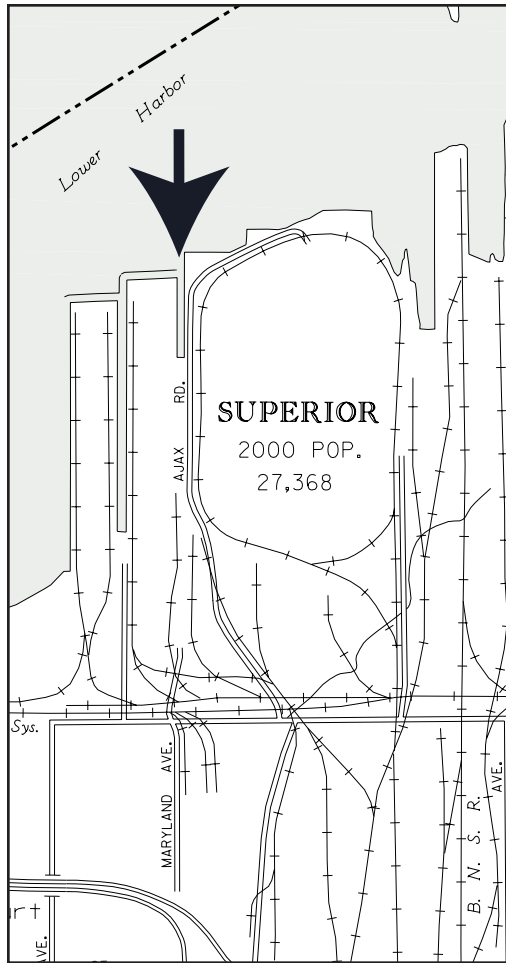 Lower Harbor
AJAX RD.
SUPERIOR
2000 POP.
27,368
Sys.
MARYLAND AVE.
B. N. S. R.
AVE.
AVE.